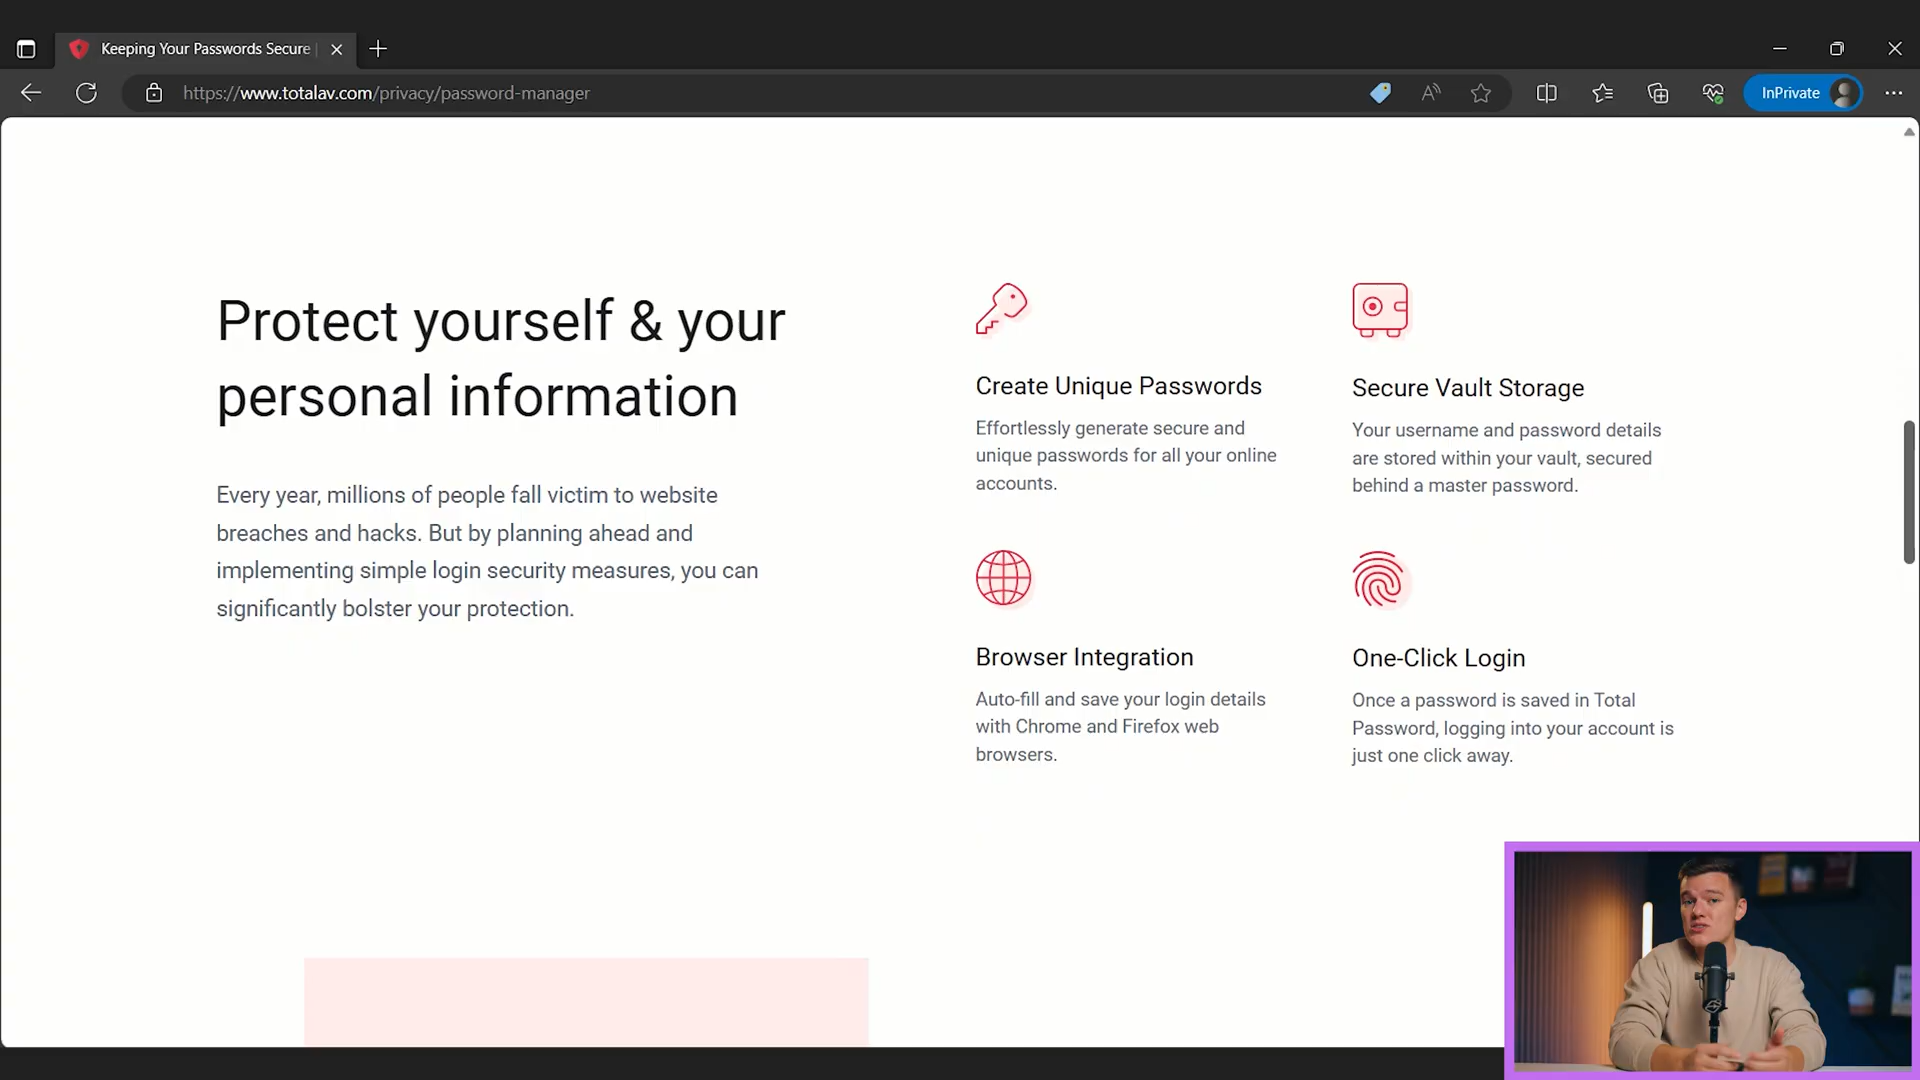 Keeping Your Passwords Secure |
https://www.totalav.com/privacy/password-manager
InPrivate
Protect yourself & your
personal information
Every year, millions of people fall victim to website
breaches and hacks. But by planning ahead and
implementing simple login security measures, you can
significantly bolster your protection.
Create Unique Passwords
Effortlessly generate secure and
unique passwords for all your online
accounts.
Secure Vault Storage
Your username and password details
are stored within your vault, secured
behind a master password.
Browser Integration
Auto-fill and save your login details
with Chrome and Firefox web
browsers.
One-Click Login
Once a password is saved in Total
Password, logging into your account is
just one click away.